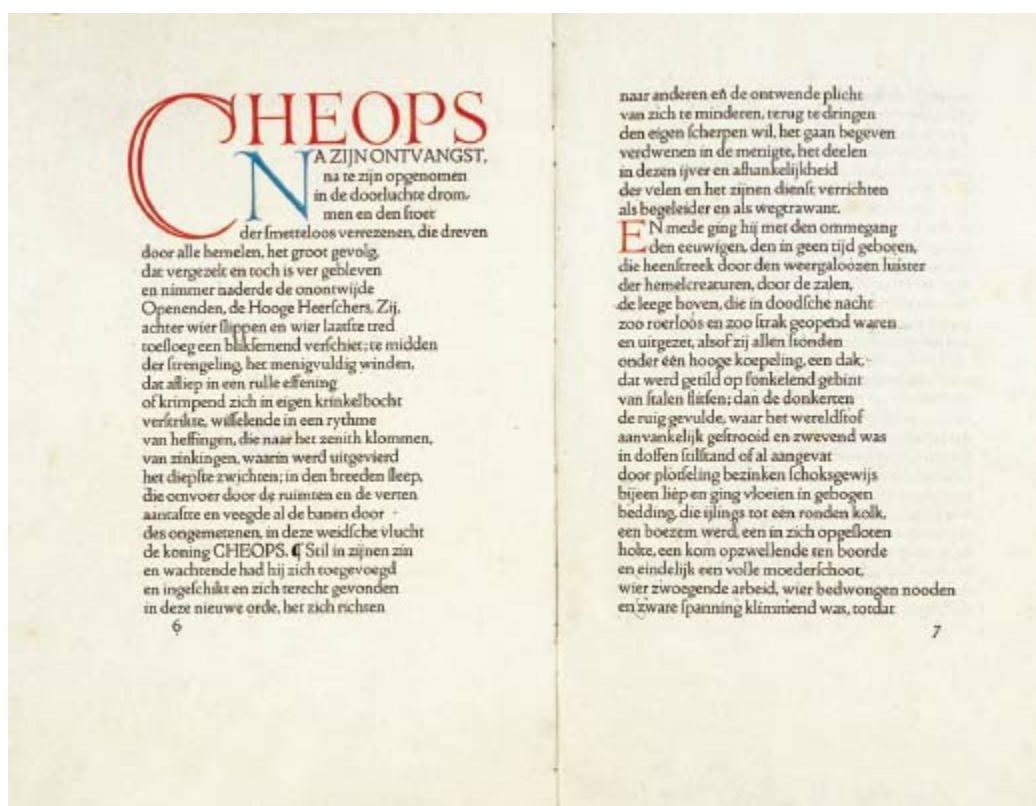 CHEOPS
NA ZIJN ONTVANGST,
na te zijn opgenomen
in de doorluchte drom-
men en den ſtoet
der ſmetteloos verrezenen, die dreven
door alle hemelen, het groot gevolg,
dat vergezelt en toch is ver gebleven
en nimmer naderde de onontwijde
Openenden, de Hooge Heerſchers, Zij,
achter wier ſlippen en wier laatſte tred
toeſloeg een blikſemend verſchiet; te midden
der ſtrengeling, het menigvuldig winden,
dat afliep in een rulle effening
of krimpend zich in eigen krinkelbocht
verſtrikte, wiſſelende in een rythme
van heffingen, die naar het zenith klommen,
van zinkingen, waarin werd uitgevierd
het diepſte zwichten; in den breeden ſleep,
die omvoer door de ruimten en de verten
aantaſtte en veegde al de banen door
des ongemetenen, in deze weidſche vlucht
de koning CHEOPS. ¶ Stil in zijnen zin
en wachtende had hij zich toegevoegd
en ingeſchikt en zich terecht gevonden
in deze nieuwe orde, het zich richten
6
naar anderen en de ontwende plicht
van zich te minderen, terug te dringen
den eigen ſcherpen wil, het gaan begeven
verdwenen in de menigte, het deelen
in dezen ijver en afhankelijkheid
der velen en het zijnen dienſt verrichten
als begeleider en als wegtrawant.
EN mede ging hij met den ommegang
den eeuwigen, den in geen tijd geboren,
die heenſtreek door den weergaloozen luister
der hemelcreaturen, door de zalen,
de leege boven, die in doodſche nacht
zoo roerloos en zoo ſtrak geopend waren
en uitgezet, alsof zij allen ſtonden
onder één hooge koepeling, een dak,
dat werd getild op fonkelend gebint
van ſtalen flitſen; dan de donkerten
de ruig gevulde, waar het wereldſtof
aanvankelijk geſtrooid en zwevend was
in doffen ſtilſtand of al aangevat
door plotſeling bezinken ſchoksgewijs
bijeen liep en ging vloeien in gebogen
bedding, die ijlings tot een ronden kolk,
een boezem werd, een in zich opgeſloten
holte, een kom opzwellende ten boorde
en eindelijk een volle moederſchoot,
wier zwoegende arbeid, wier bedwongen nooden
en zware ſpanning klimmend was, totdat
7